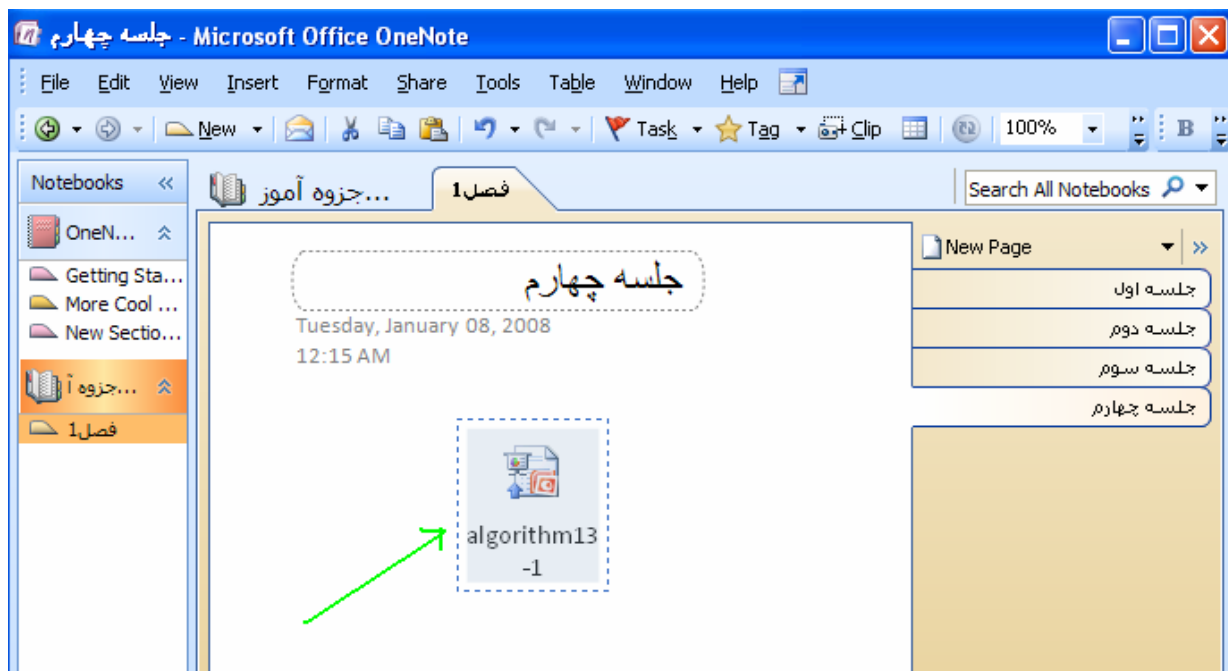 جلسه چهارم - Microsoft Office OneNote
File Edit View Insert Format Share Tools Table Window Help
New Task Tag Clip 100% B
Notebooks
جزوه آموز...
فصل1
Search All Notebooks
OneN...
Getting Sta...
More Cool ...
New Sectio...
جزوه آ...
فصل1
جلسه چهارم
Tuesday, January 08, 2008
12:15 AM
algorithm13
-1
New Page
جلسه اول
جلسه دوم
جلسه سوم
جلسه چهارم